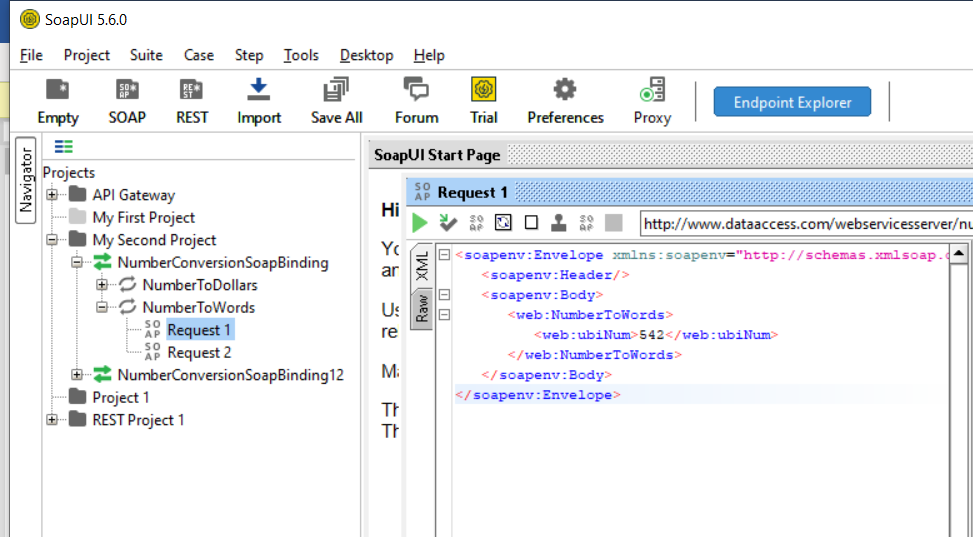 SoapUI 5.6.0
File Project Suite Case Step Tools Desktop Help
Empty SOAP REST Import Save All Forum Trial Preferences Proxy Endpoint Explorer
Navigator
Projects
API Gateway
My First Project
My Second Project
NumberConversionSoapBinding
NumberToDollars
NumberToWords
SOAP Request 1
SOAP Request 2
NumberConversionSoapBinding12
Project 1
REST Project 1
SoapUI Start Page
Hi
SOAP Request 1
http://www.dataaccess.com/webservicesserver/nu
XML
Raw
<soapenv:Envelope xmlns:soapenv="http://schemas.xmlsoap.
<soapenv:Header/>
<soapenv:Body>
<web:NumberToWords>
<web:ubiNum>542</web:ubiNum>
</web:NumberToWords>
</soapenv:Body>
</soapenv:Envelope>